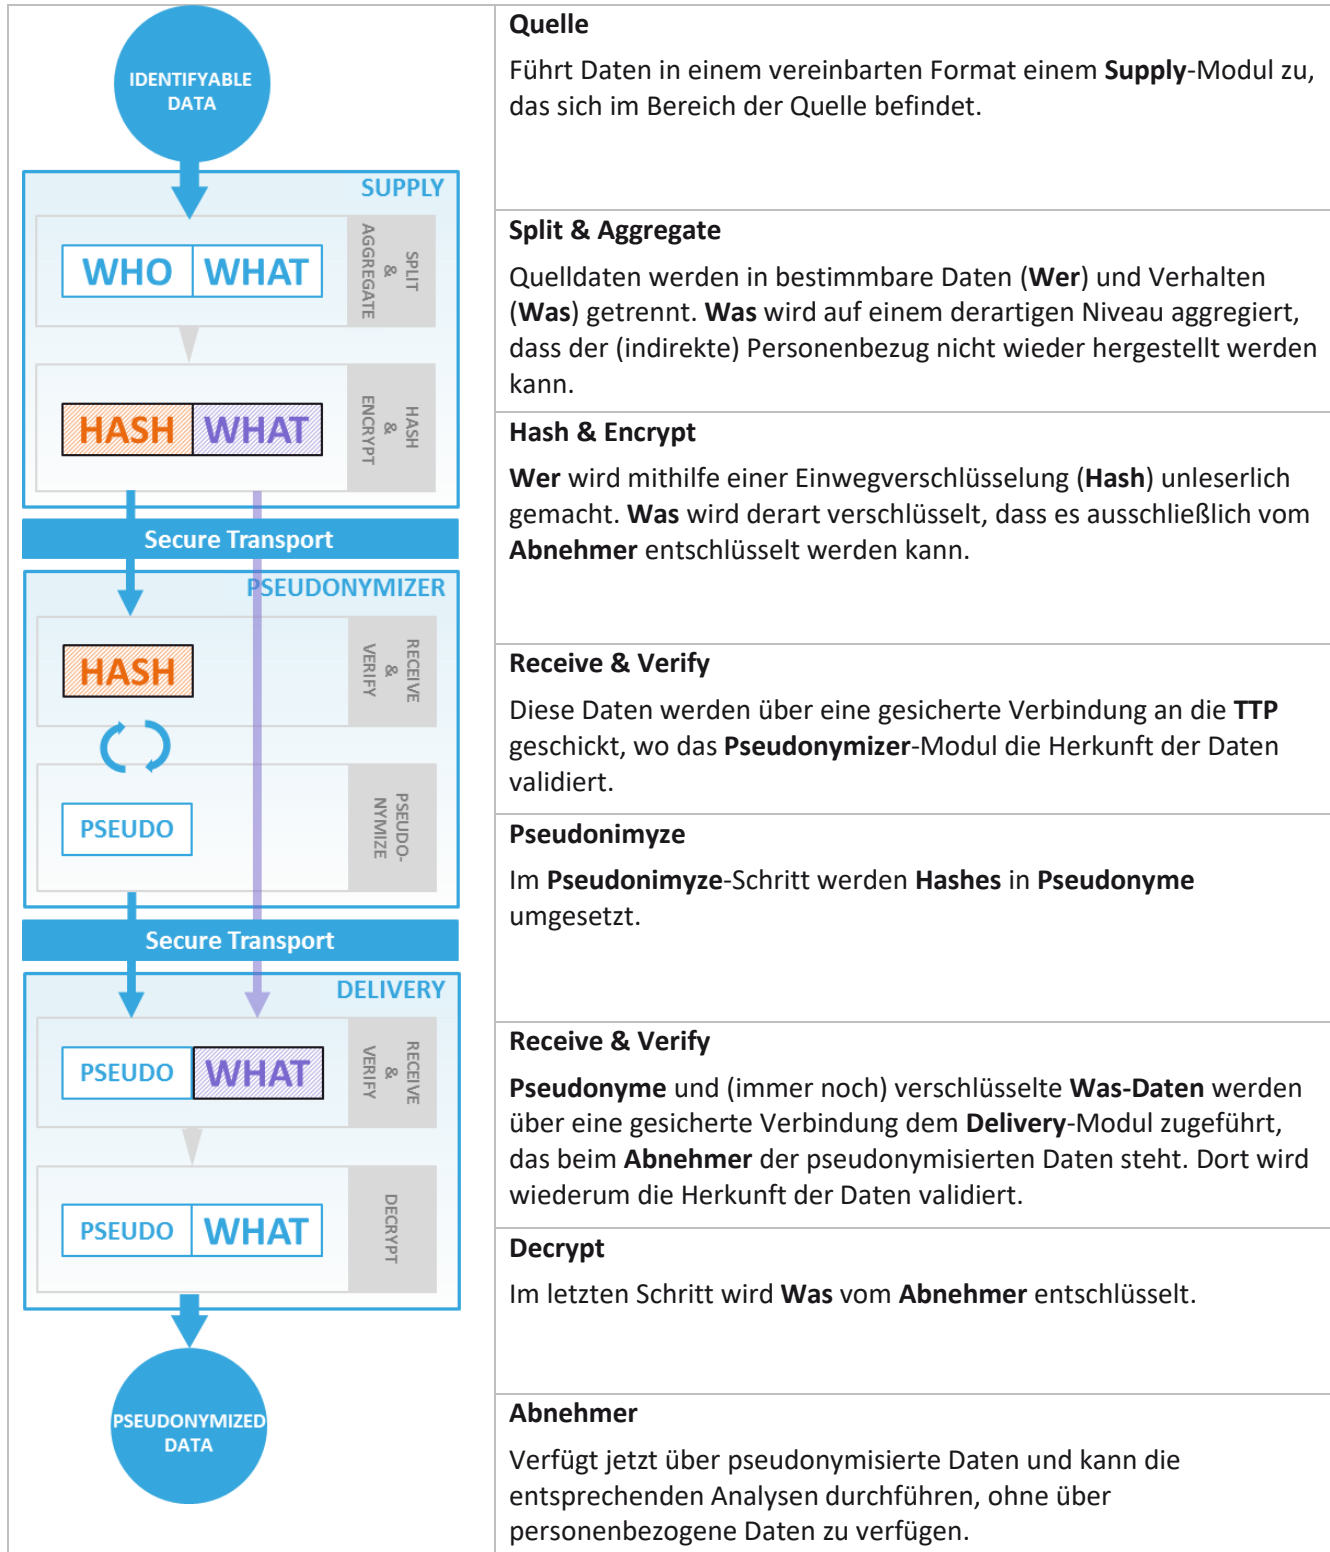 IDENTIFYABLE
DATA
SUPPLY
WHO WHAT
SPLIT
&
AGGREGATE
HASH WHAT
HASH
&
ENCRYPT
Secure Transport
PSEUDONYMIZER
HASH
RECEIVE
&
VERIFY
PSEUDO
PSEUDO-
NYMIZE
Secure Transport
DELIVERY
PSEUDO WHAT
RECEIVE
&
VERIFY
PSEUDO WHAT
DECRYPT
PSEUDONYMIZED
DATA
Quelle
Führt Daten in einem vereinbarten Format einem Supply-Modul zu,
das sich im Bereich der Quelle befindet.
Split & Aggregate
Quelldaten werden in bestimmbare Daten (Wer) und Verhalten
(Was) getrennt. Was wird auf einem derartigen Niveau aggregiert,
dass der (indirekte) Personenbezug nicht wieder hergestellt werden
kann.
Hash & Encrypt
Wer wird mithilfe einer Einwegverschlüsselung (Hash) unleserlich
gemacht. Was wird derart verschlüsselt, dass es ausschließlich vom
Abnehmer entschlüsselt werden kann.
Receive & Verify
Diese Daten werden über eine gesicherte Verbindung an die TTP
geschickt, wo das Pseudonymizer-Modul die Herkunft der Daten
validiert.
Pseudonimyze
Im Pseudonimyze-Schritt werden Hashes in Pseudonyme
umgesetzt.
Receive & Verify
Pseudonyme und (immer noch) verschlüsselte Was-Daten werden
über eine gesicherte Verbindung dem Delivery-Modul zugeführt,
das beim Abnehmer der pseudonymisierten Daten steht. Dort wird
wiederum die Herkunft der Daten validiert.
Decrypt
Im letzten Schritt wird Was vom Abnehmer entschlüsselt.
Abnehmer
Verfügt jetzt über pseudonymisierte Daten und kann die
entsprechenden Analysen durchführen, ohne über
personenbezogene Daten zu verfügen.